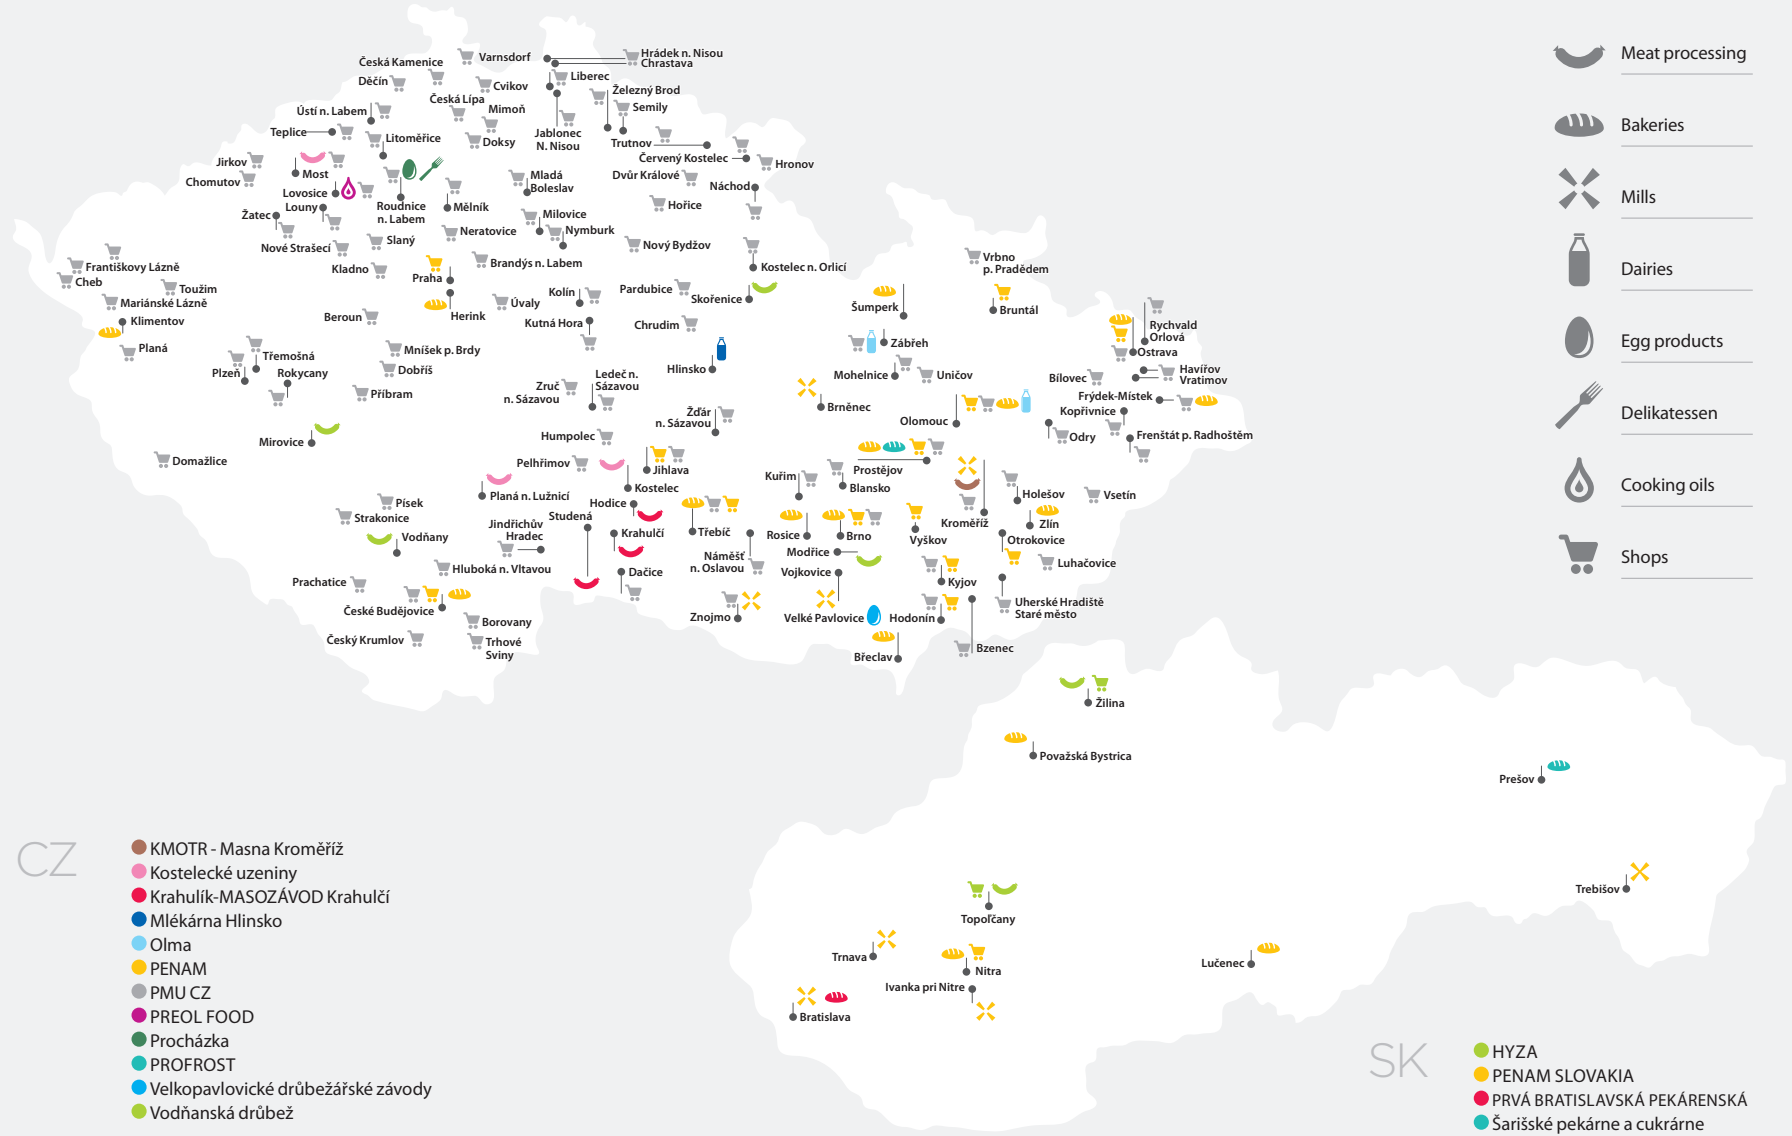 Varnsdorf
Hrádek n. Nisou
Chrastava
Česká Kamenice
Děčín
Cvikov
Liberec
Železný Brod
Česká Lípa
Mimoň
Semily
Ústí n. Labem
Teplice
Litoměřice
Doksy
Jablonec
N. Nisou
Trutnov
Červený Kostelec
Hronov
Jirkov
Chomutov
Most
Mladá
Boleslav
Dvůr Králové
Náchod
Lovosice
Louny
Roudnice
n. Labem
Mělník
Hořice
Žatec
Milovice
Nymburk
Nové Strašecí
Slaný
Neratovice
Nový Bydžov
Františkovy Lázně
Cheb
Kladno
Praha
Brandýs n. Labem
Kostelec n. Orlicí
Vrbno
p. Pradědem
Toužim
Mariánské Lázně
Klimentov
Planá
Beroun
Herink
Úvaly
Kolín
Kutná Hora
Pardubice
Skořenice
Chrudim
Šumperk
Bruntál
Rychvald
Orlová
Ostrava
Třemošná
Plzeň
Rokycany
Mníšek p. Brdy
Dobříš
Příbram
Hlinsko
Zábřeh
Mohelnice
Uničov
Bílovec
Havířov
Vratimov
Zruč
n. Sázavou
Ledeč n.
Sázavou
Žďár
n. Sázavou
Brněnec
Olomouc
Frýdek-Místek
Kopřivnice
Odry
Frenštát p. Radhoštěm
Mirovice
Domažlice
Humpolec
Pelhřimov
Jihlava
Kostelec
Planá n. Lužnicí
Hodice
Studená
Krahulčí
Kuřim
Prostějov
Blansko
Holešov
Vsetín
Kroměříž
Zlín
Otrokovice
Písek
Strakonice
Vodňany
Jindřichův
Hradec
Třebíč
Rosice
Brno
Vyškov
Modřice
Náměšť
n. Oslavou
Vojkovice
Luhačovice
Hluboká n. Vltavou
Prachatice
Dačice
Kyjov
České Budějovice
Borovany
Český Krumlov
Trhové
Sviny
Znojmo
Velké Pavlovice
Hodonín
Uherské Hradiště
Staré město
Břeclav
Bzenec
Žilina
Považská Bystrica
Prešov
Trebišov
Topoľčany
Trnava
Nitra
Ivanka pri Nitre
Lučenec
Bratislava
Meat processing
Bakeries
Mills
Dairies
Egg products
Delikatessen
Cooking oils
Shops
CZ
KMOTR - Masna Kroměříž
Kostelecké uzeniny
Krahulík-MASOZÁVOD Krahulčí
Mlékárna Hlinsko
Olma
PENAM
PMU CZ
PREOL FOOD
Procházka
PROFROST
Velkopavlovické drůbežářské závody
Vodňanská drůbež
SK
HYZA
PENAM SLOVAKIA
PRVÁ BRATISLAVSKÁ PEKÁRENSKÁ
Šarišské pekárne a cukrárne